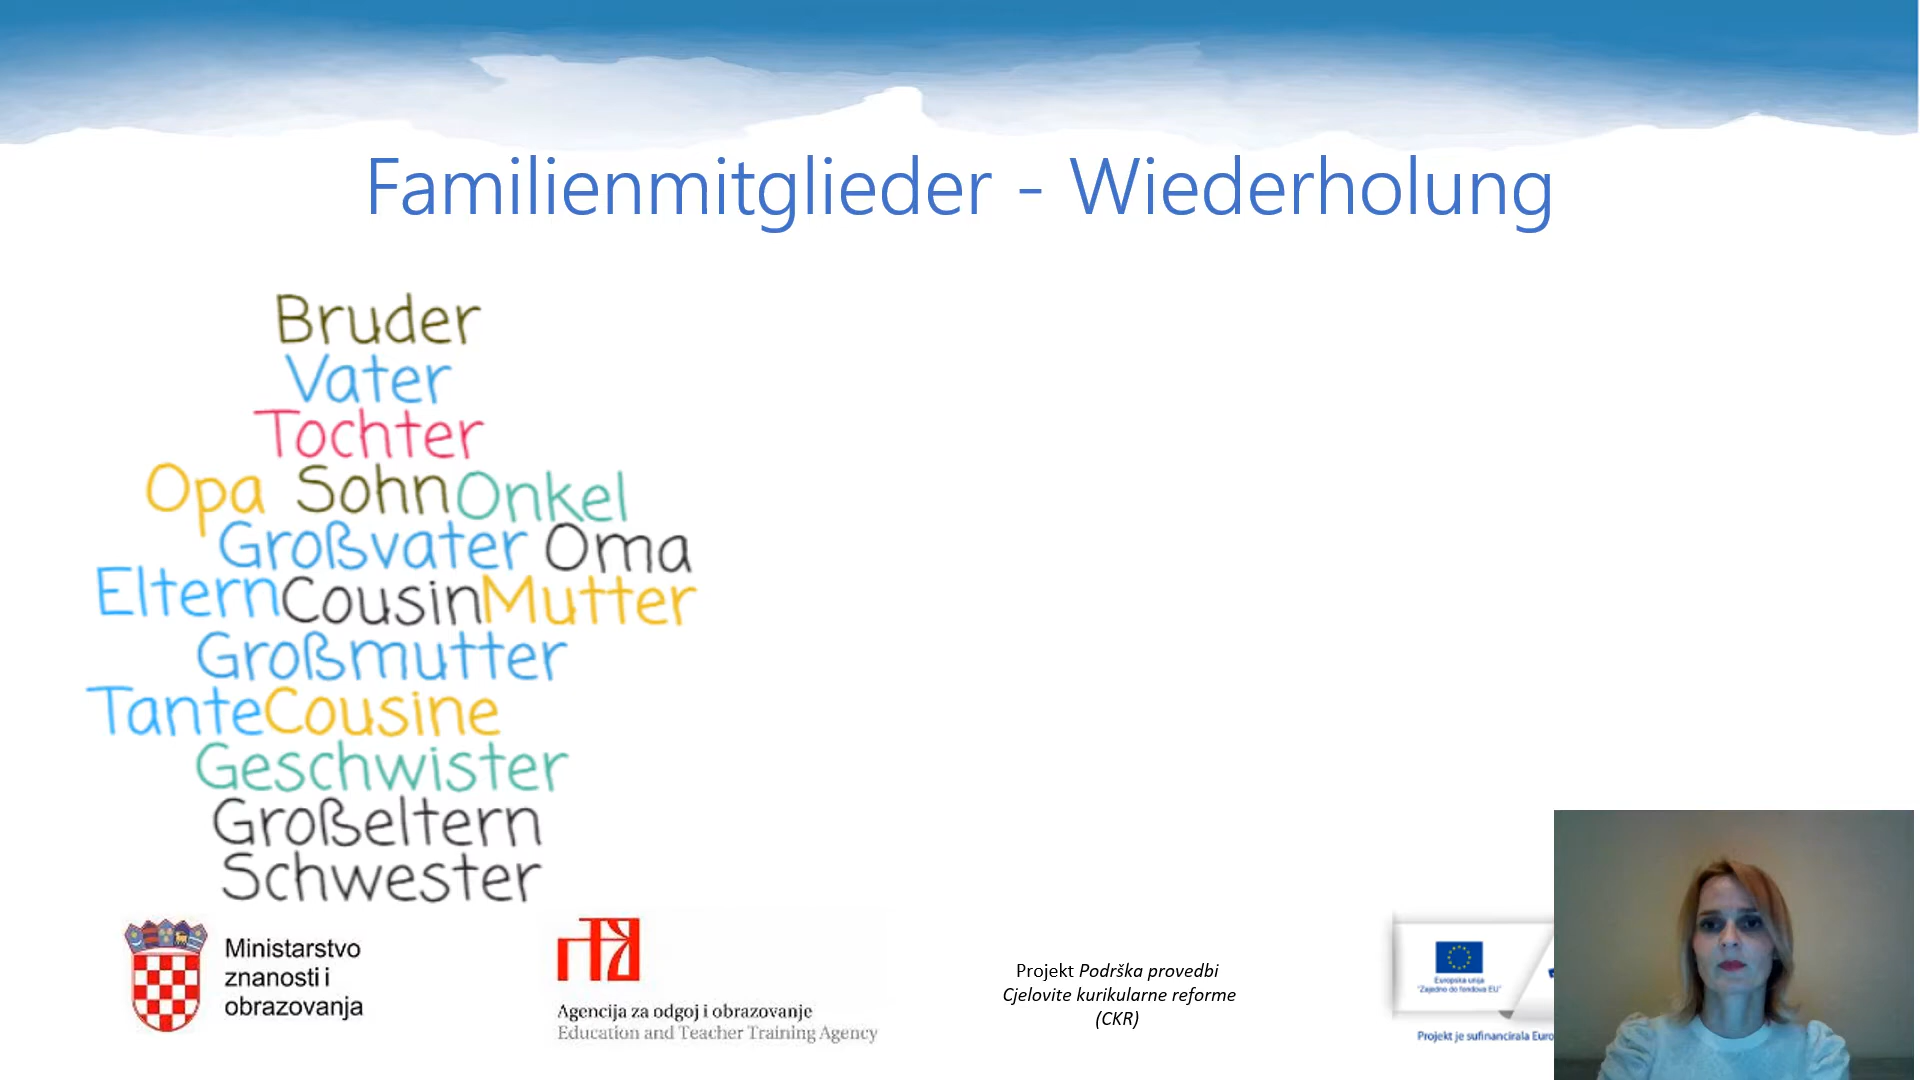 Familienmitglieder - Wiederholung
Bruder
Vater
Tochter
Opa Sohn Onkel
Großvater Oma
Eltern Cousin Mutter
Großmutter
Tante Cousine
Geschwister
Großeltern
Schwester
Ministarstvo
znanosti i
obrazovanja
Agencija za odgoj i obrazovanje
Education and Teacher Training Agency
Projekt Podrška provedbi
Cjelovite kurikularne reforme
(CKR)
Europska unija
"Zajedno do fondova EU"
Projekt je sufinancirala Euro